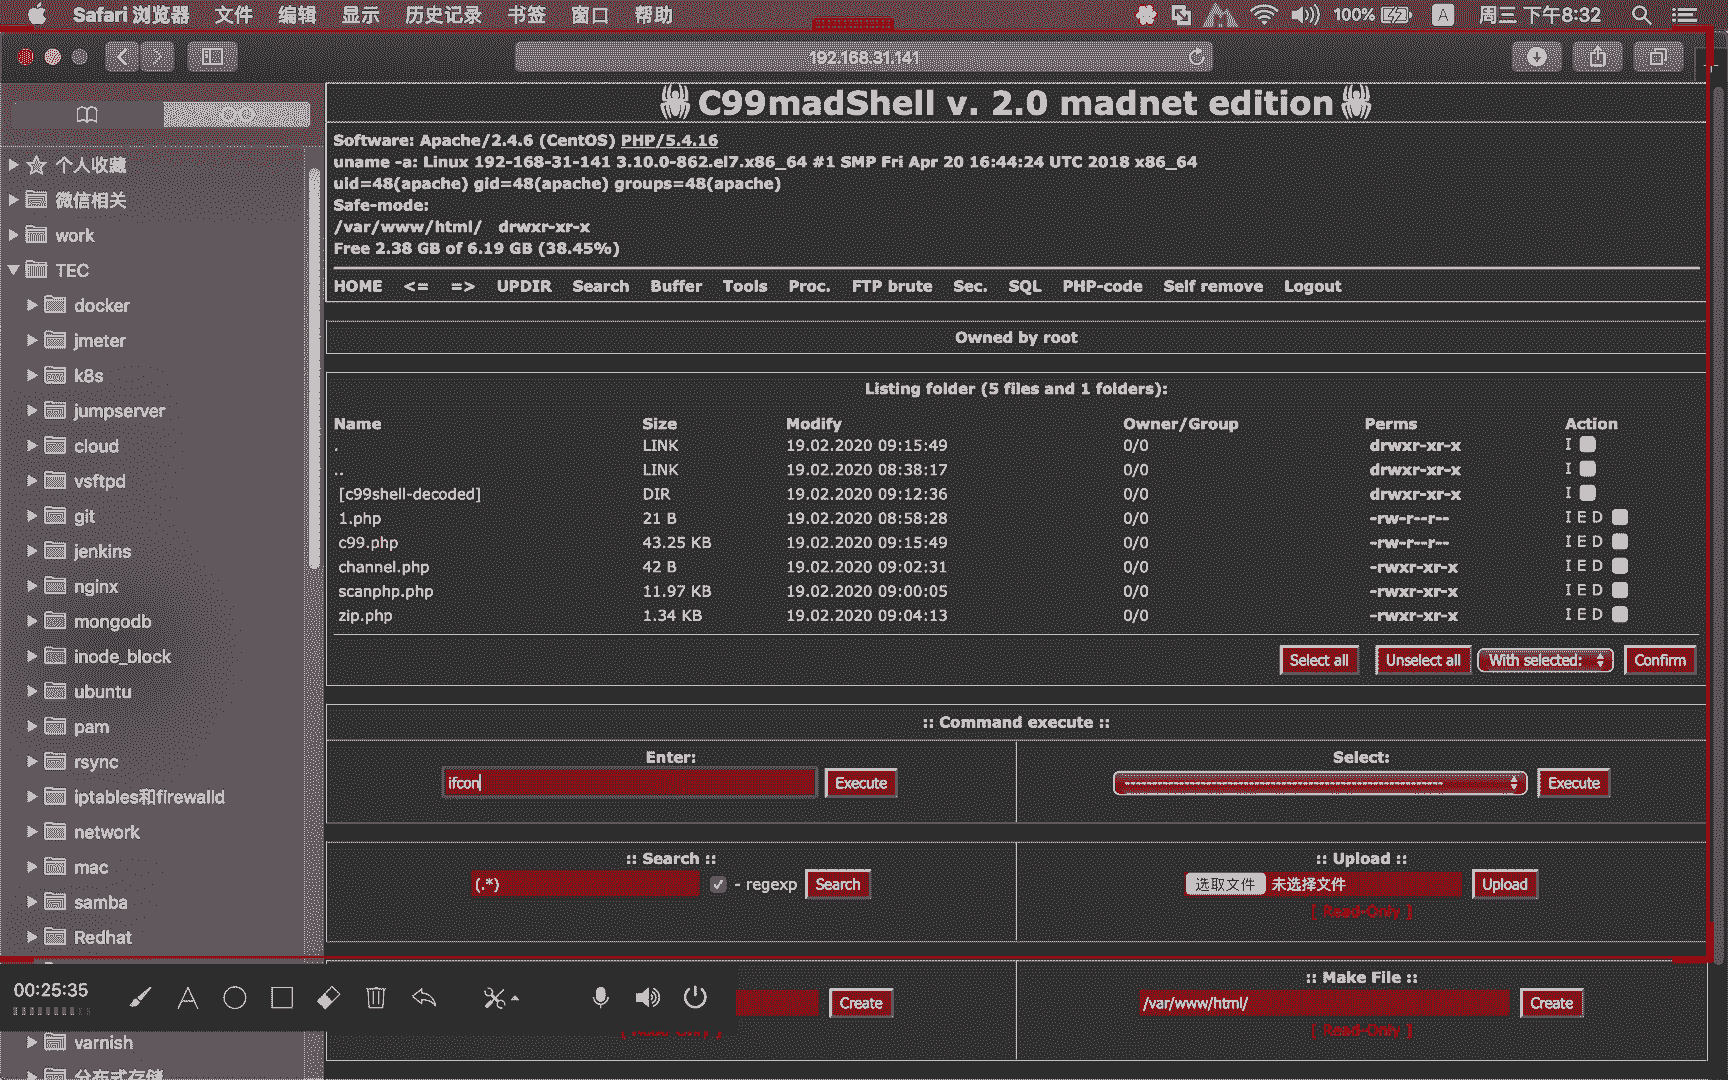 Safari 浏览器 文件 编辑 显示 历史记录 书签 窗口 帮助 100% A 周三 下午8:32
192.168.31.141
个人收藏
微信相关
work
TEC
docker
jmeter
k8s
jumpserver
cloud
vsftpd
git
jenkins
nginx
mongodb
inode_block
ubuntu
pam
rsync
iptables和firewalld
network
mac
samba
Redhat
varnish
分布式存储
C99madShell v. 2.0 madnet edition
Software: Apache/2.4.6 (CentOS) PHP/5.4.16
uname -a: Linux 192-168-31-141 3.10.0-862.el7.x86_64 #1 SMP Fri Apr 20 16:44:24 UTC 2018 x86_64
uid=48(apache) gid=48(apache) groups=48(apache)
Safe-mode:
/var/www/html/ drwxr-xr-x
Free 2.38 GB of 6.19 GB (38.45%)
HOME <= => UPDIR Search Buffer Tools Proc. FTP brute Sec. SQL PHP-code Self remove Logout
Owned by root
Listing folder (5 files and 1 folders):
Name Size Modify Owner/Group Perms Action
. LINK 19.02.2020 09:15:49 0/0 drwxr-xr-x I
.. LINK 19.02.2020 08:38:17 0/0 drwxr-xr-x I
[c99shell-decoded] DIR 19.02.2020 09:12:36 0/0 drwxr-xr-x I
1.php 21 B 19.02.2020 08:58:28 0/0 -rw-r--r-- I E D
c99.php 43.25 KB 19.02.2020 09:15:49 0/0 -rw-r--r-- I E D
channel.php 42 B 19.02.2020 09:02:31 0/0 -rwxr-xr-x I E D
scanphp.php 11.97 KB 19.02.2020 09:00:05 0/0 -rwxr-xr-x I E D
zip.php 1.34 KB 19.02.2020 09:04:13 0/0 -rwxr-xr-x I E D
Select all Unselect all With selected: Confirm
:: Command execute ::
Enter: Select:
ifcon Execute ----------------------------------------------------- Execute
:: Search :: :: Upload ::
(.*) - regexp Search 选取文件 未选择文件 Upload
[ Read-Only ]
:: Make File ::
Create /var/www/html/ Create
[ Read-Only ]
00:25:35